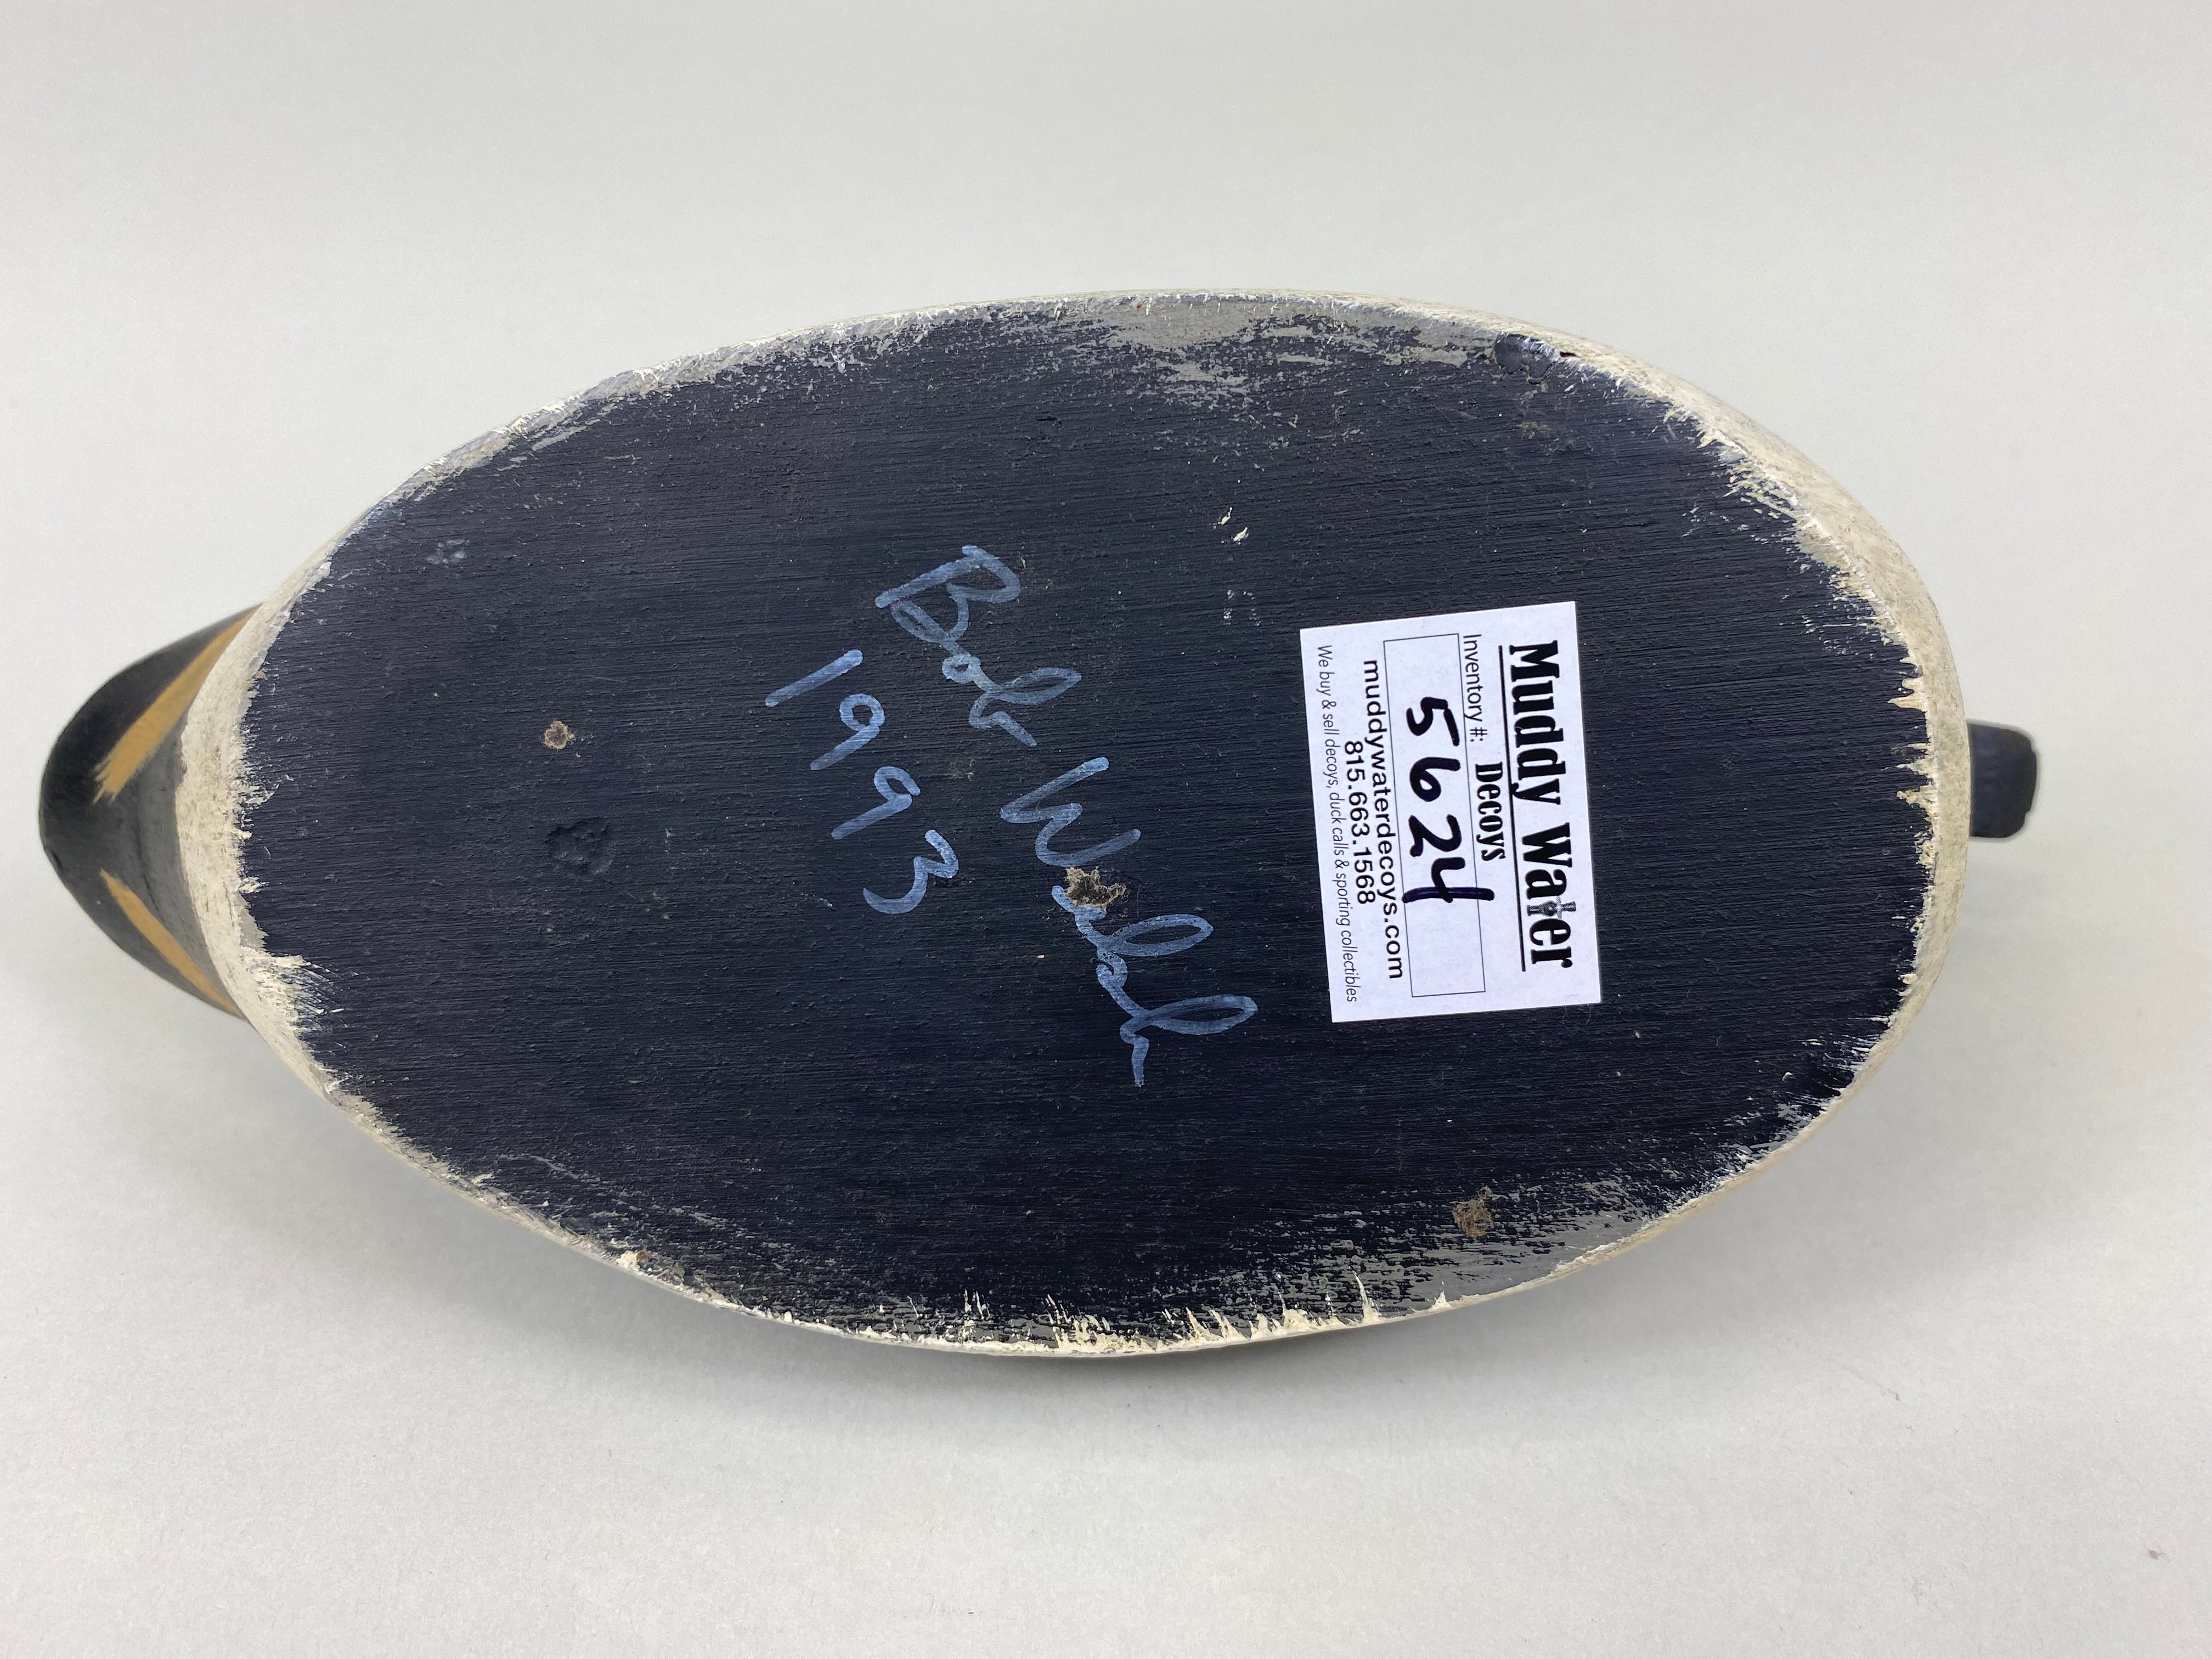 Bob Welch
1993
Muddy Water
Decoys
Inventory #:
5624
muddywaterdecoys.com
815.663.1568
We buy & sell decoys, duck calls & sporting collectibles